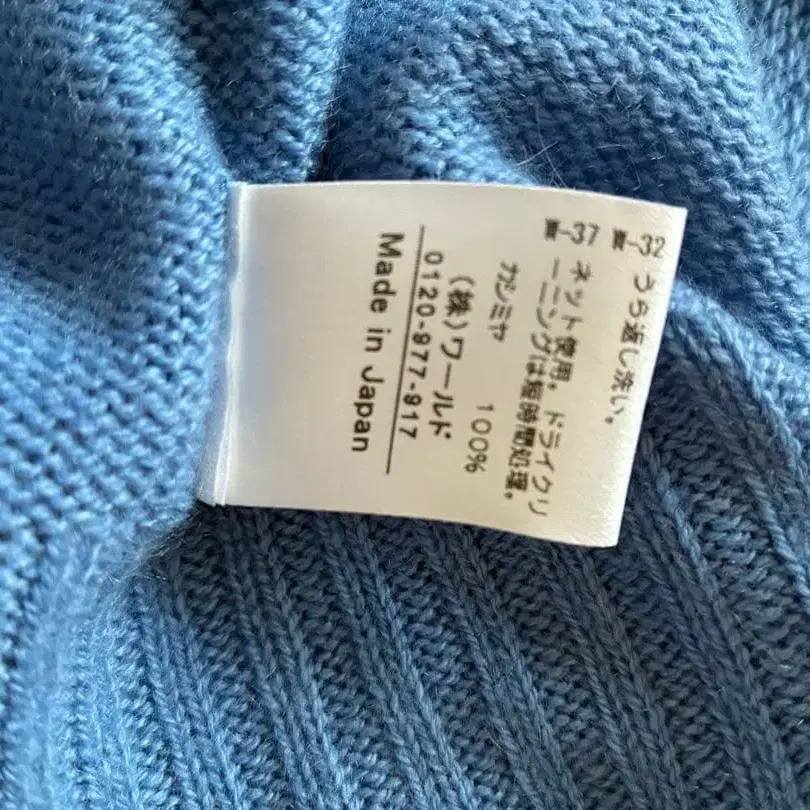 -32 うら返し洗い。
-37 ネット使用。ドライクリ
ーニングは短時間処理。
カシミヤ 100%
(株)ワールド
0120-977-917
Made in Japan